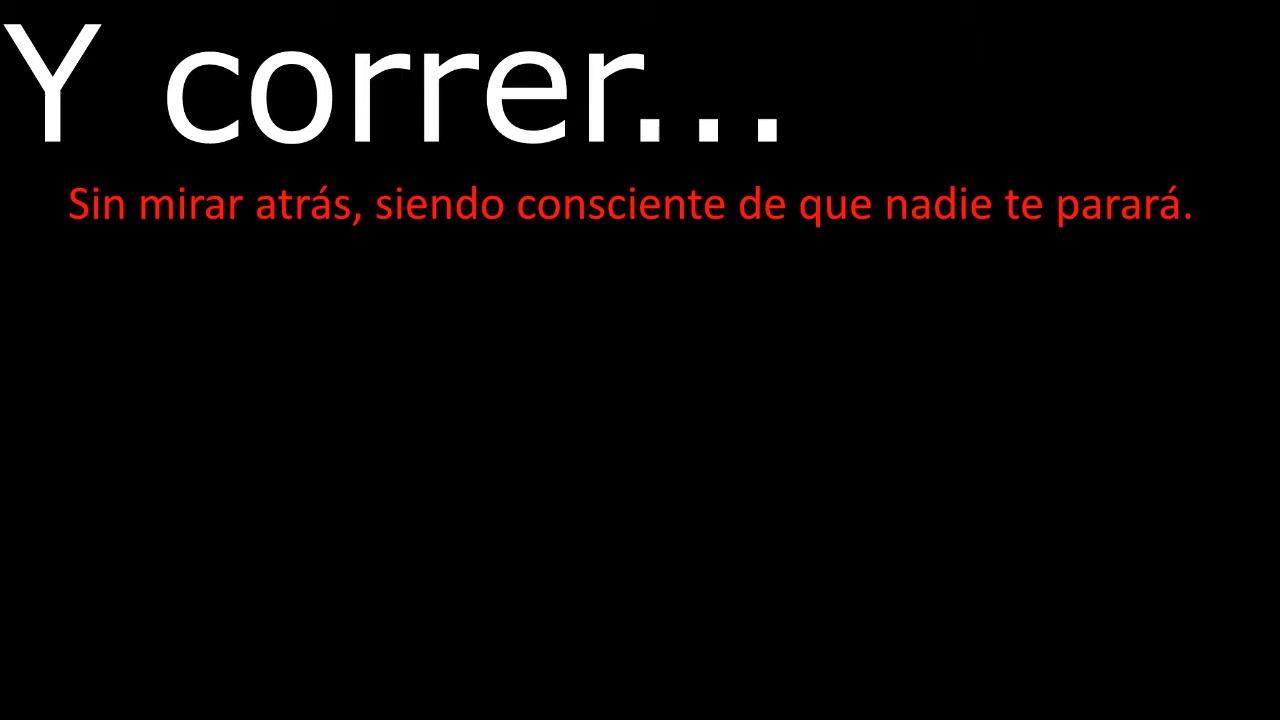 Y correr...
Sin mirar atrás, siendo consciente de que nadie te parará.